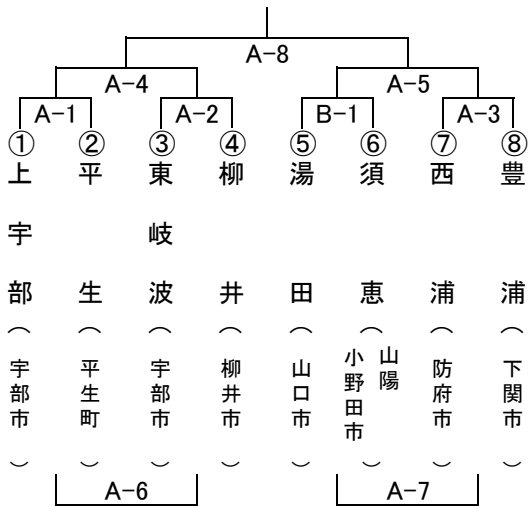 A-8
A-4
A-5
A-1
A-2
B-1
A-3
① ② ③ ④ ⑤ ⑥ ⑦ ⑧
上宇部（宇部市）
平生（平生町）
東岐波（宇部市）
柳井（柳井市）
湯田（山口市）
須恵（山陽
小野田市）
西浦（防府市）
豊浦（下関市）
A-6
A-7